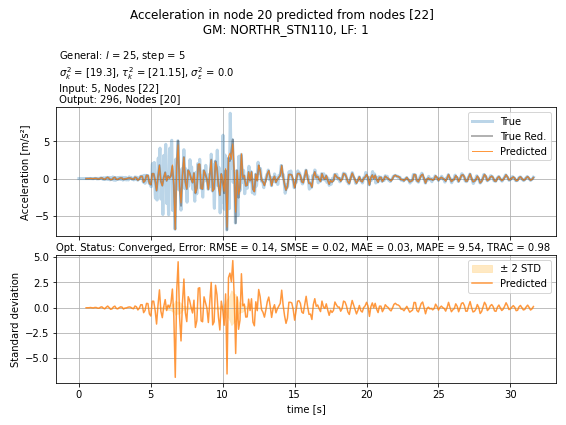 Acceleration in node 20 predicted from nodes [22]
GM: NORTHR_STN110, LF: 1
General: l = 25, step = 5
σ²ₖ = [19.3], τ²ₖ = [21.15], σ²ε = 0.0
Input: 5, Nodes [22]
Output: 296, Nodes [20]
Acceleration [m/s²]
5
0
−5
True
True Red.
Predicted
Opt. Status: Converged, Error: RMSE = 0.14, SMSE = 0.02, MAE = 0.03, MAPE = 9.54, TRAC = 0.98
Standard deviation
5.0
2.5
0.0
−2.5
−5.0
± 2 STD
Predicted
0 5 10 15 20 25 30
time [s]